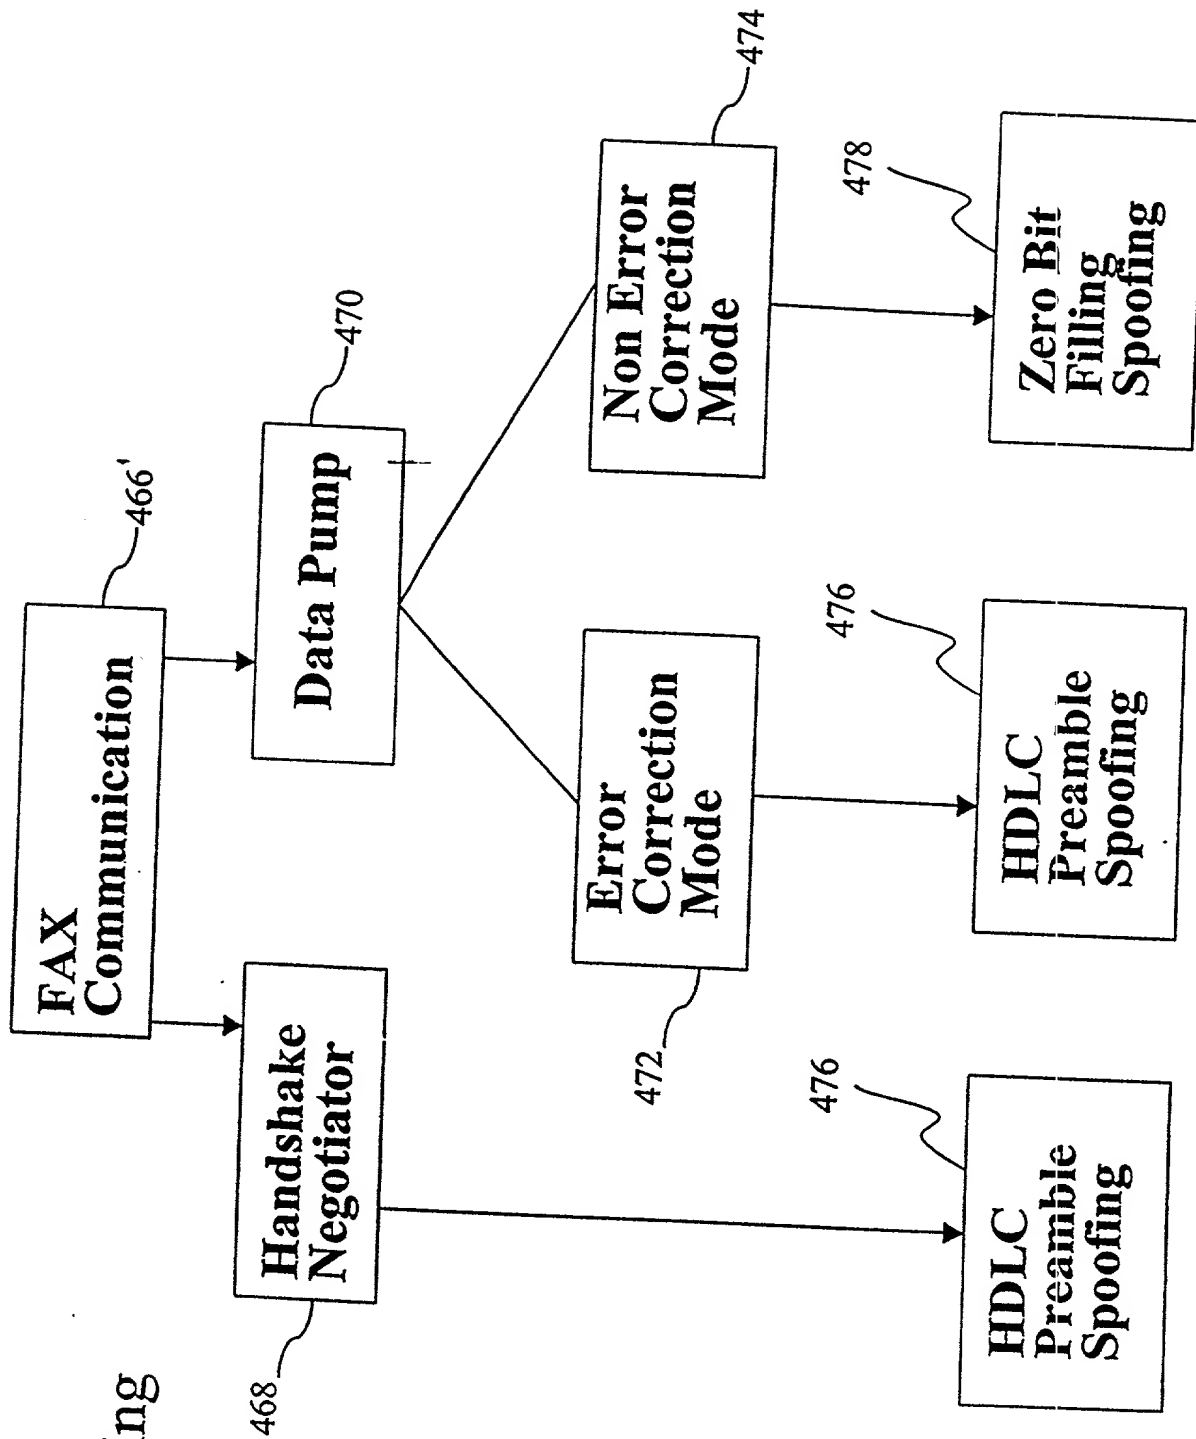 FAX
Communication
466'
Handshake
Negotiator
468
Data Pump
470
Error
Correction
Mode
472
Non Error
Correction
Mode
474
HDLC
Preamble
Spoofing
476
HDLC
Preamble
Spoofing
476
Zero Bit
Filling
Spoofing
478